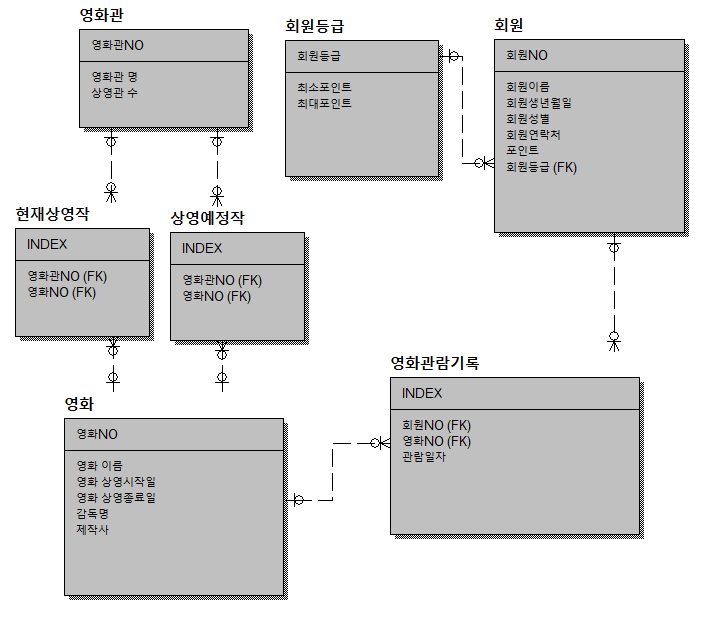 영화관
영화관NO
영화관 명
상영관 수
회원등급
회원등급
최소포인트
최대포인트
회원
회원NO
회원이름
회원생년월일
회원성별
회원연락처
포인트
회원등급 (FK)
현재상영작
INDEX
영화관NO (FK)
영화NO (FK)
상영예정작
INDEX
영화관NO (FK)
영화NO (FK)
영화관람기록
INDEX
회원NO (FK)
영화NO (FK)
관람일자
영화
영화NO
영화 이름
영화 상영시작일
영화 상영종료일
감독명
제작사